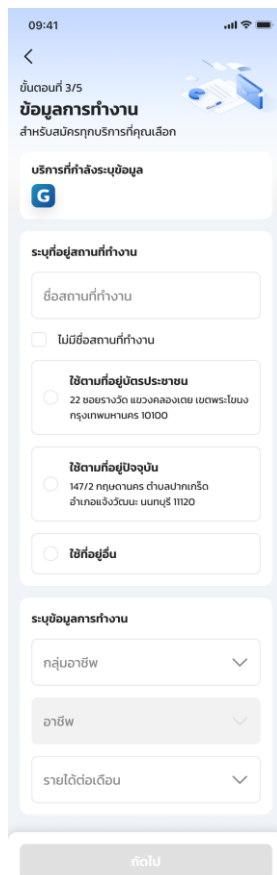 09:41
ขั้นตอนที่ 3/5
ข้อมูลการทำงาน
สำหรับสมัครทุกบริการที่คุณเลือก
บริการที่กำลังระบุข้อมูล
G
ระบุที่อยู่สถานที่ทำงาน
ชื่อสถานที่ทำงาน
ไม่มีชื่อสถานที่ทำงาน
ใช้ตามที่อยู่บัตรประชาชน
22 ซอยรางวัด แขวงคลองเตย เขตพระโขนง
กรุงเทพมหานคร 10100
ใช้ตามที่อยู่ปัจจุบัน
147/2 กฤษดานคร ตำบลปากเกร็ด
อำเภอแจ้งวัฒนะ นนทบุรี 11120
ใช้ที่อยู่อื่น
ระบุข้อมูลการทำงาน
กลุ่มอาชีพ
อาชีพ
รายได้ต่อเดือน
ถัดไป